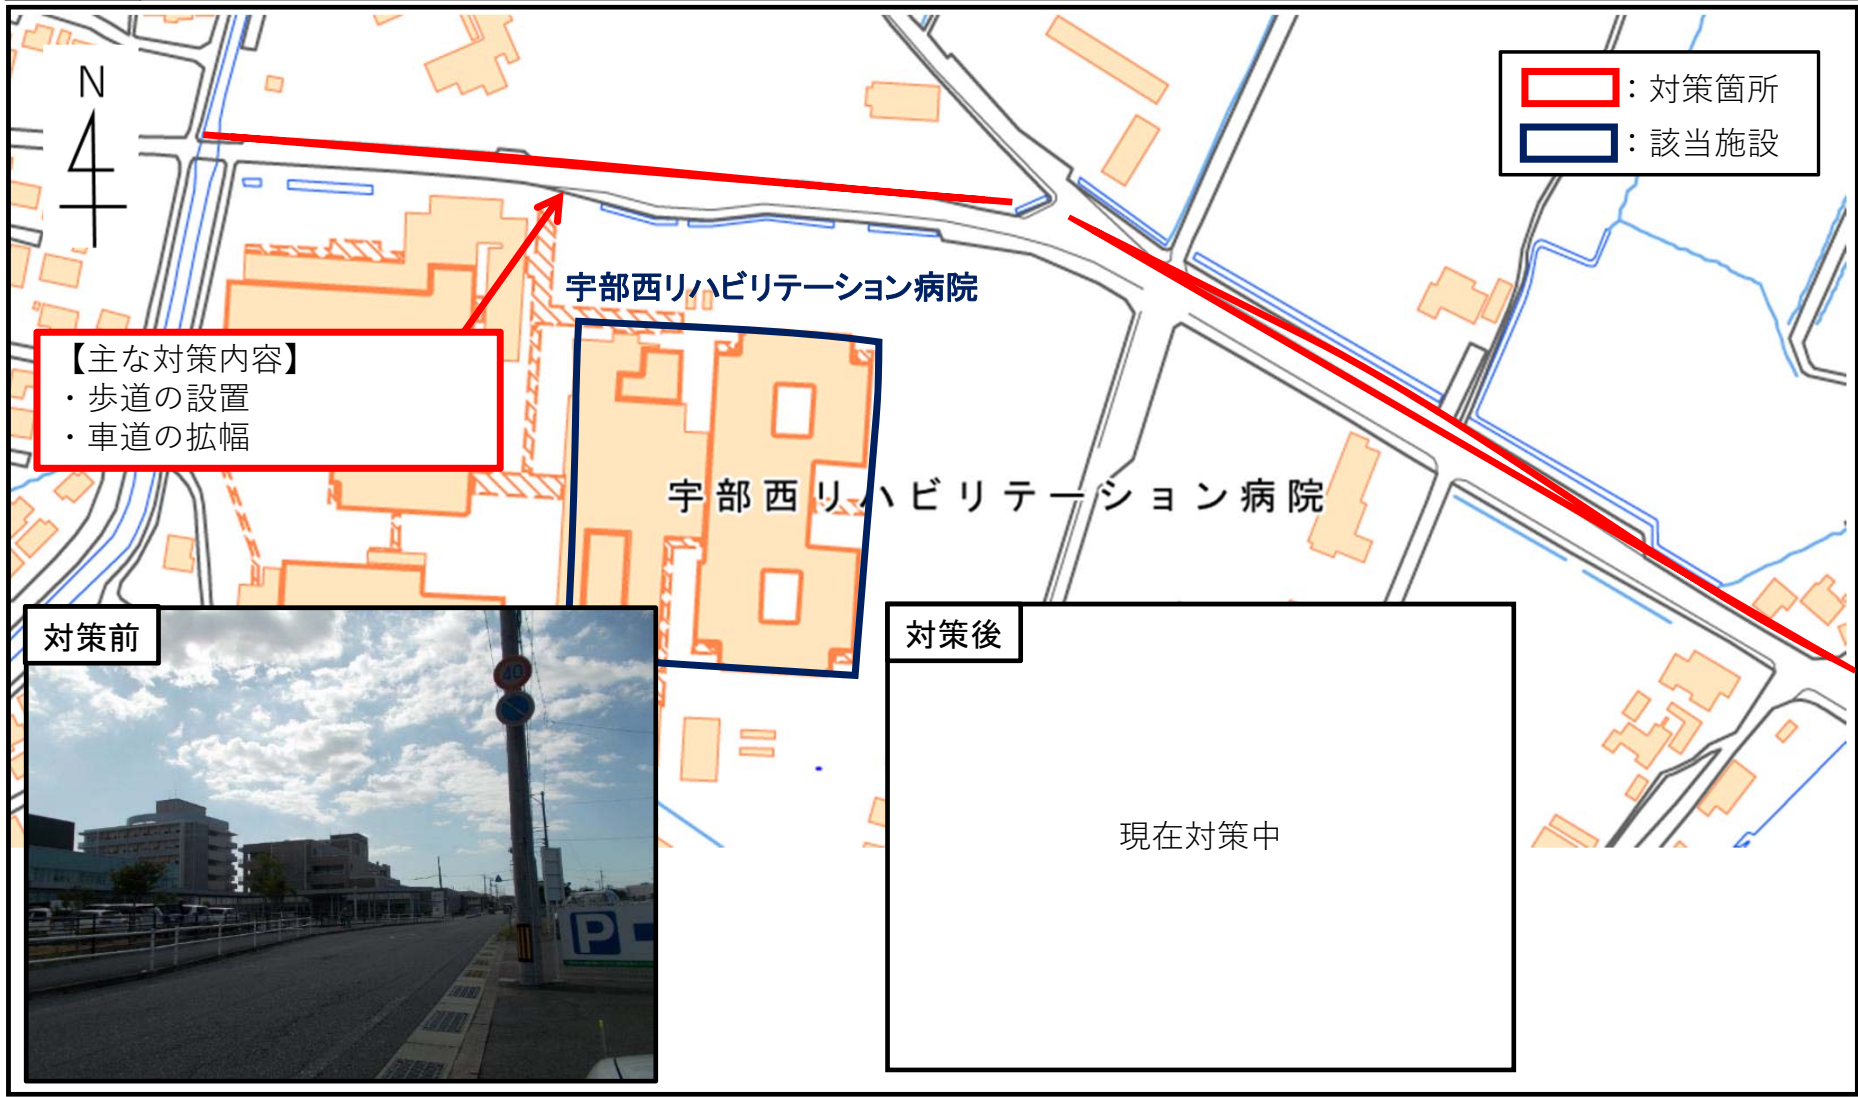 N
：対策箇所
：該当施設
宇部西リハビリテーション病院
【主な対策内容】
・歩道の設置
・車道の拡幅
宇部西リハビリテーション病院
対策前
40
P
対策後
現在対策中